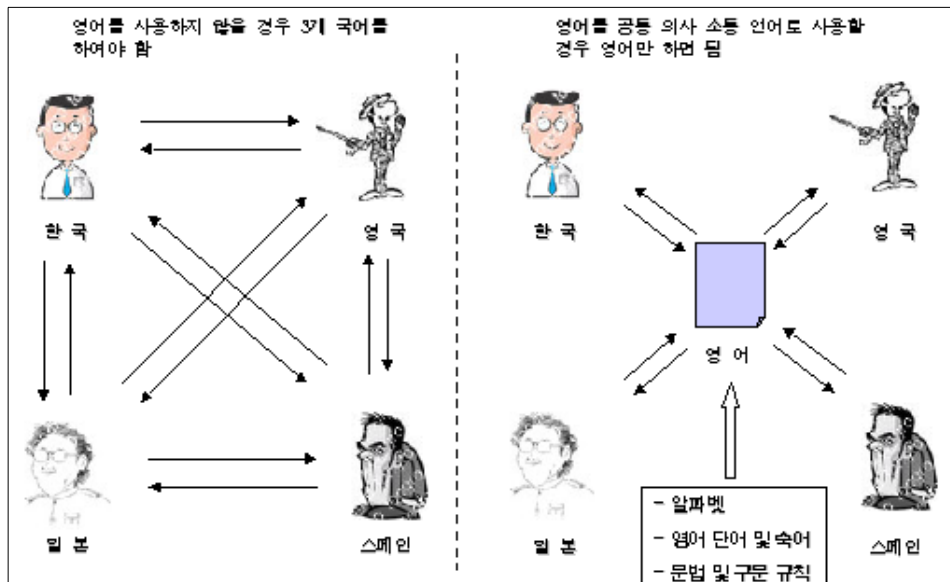 영어를 사용하지 않을 경우 3개 국어를
하여야 함
한 국
영 국
일 본
스페인
영어를 공통 의사 소통 언어로 사용할
경우 영어만 하면 됨
한 국
영 국
영 어
일 본
스페인
- 알파벳
- 영어 단어 및 숙어
- 문법 및 구문 규칙